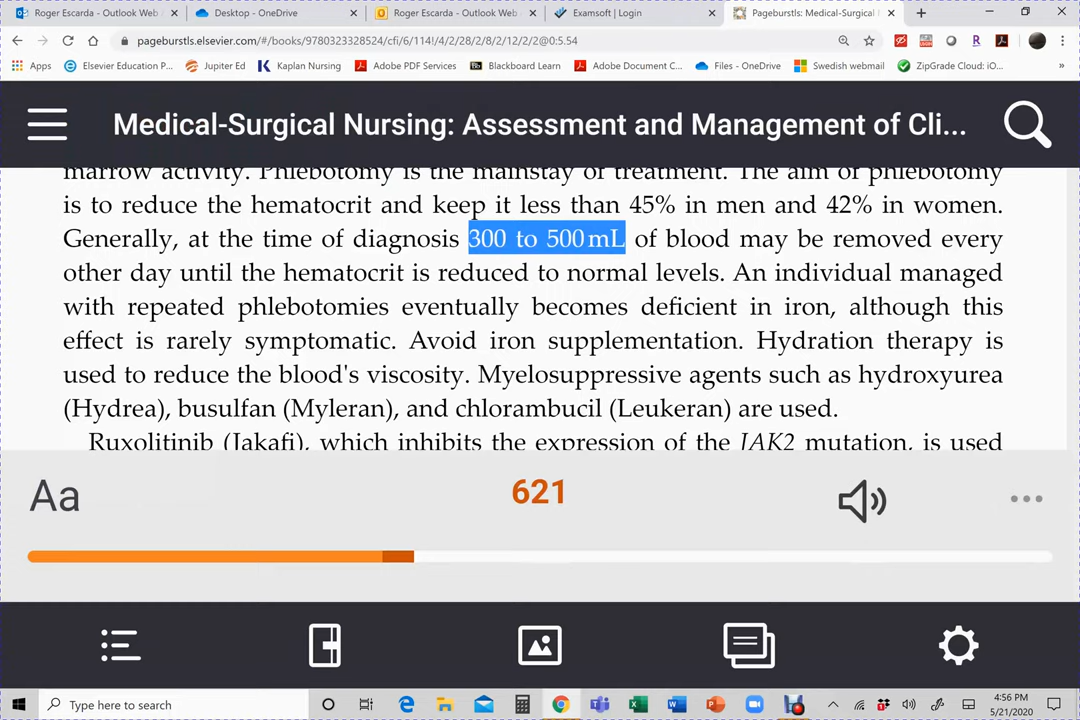 Roger Escarda - Outlook Web
Desktop - OneDrive
Roger Escarda - Outlook Web
Examsoft | Login
Pageburstls: Medical-Surgical
pageburstls.elsevier.com/#/books/9780323328524/cfi/6/114!/4/2/28/2/8/2/12/2/2@0:5.54
Apps
Elsevier Education P...
Jupiter Ed
Kaplan Nursing
Adobe PDF Services
Blackboard Learn
Adobe Document C...
Files - OneDrive
Swedish webmail
ZipGrade Cloud: iO...
»
Medical-Surgical Nursing: Assessment and Management of Cli...
marrow activity. Phlebotomy is the mainstay of treatment. The aim of phlebotomy
is to reduce the hematocrit and keep it less than 45% in men and 42% in women.
Generally, at the time of diagnosis 300 to 500 mL of blood may be removed every
other day until the hematocrit is reduced to normal levels. An individual managed
with repeated phlebotomies eventually becomes deficient in iron, although this
effect is rarely symptomatic. Avoid iron supplementation. Hydration therapy is
used to reduce the blood's viscosity. Myelosuppressive agents such as hydroxyurea
(Hydrea), busulfan (Myleran), and chlorambucil (Leukeran) are used.
Ruxolitinib (Jakafi), which inhibits the expression of the JAK2 mutation, is used
Aa
621
Type here to search
4:56 PM
5/21/2020